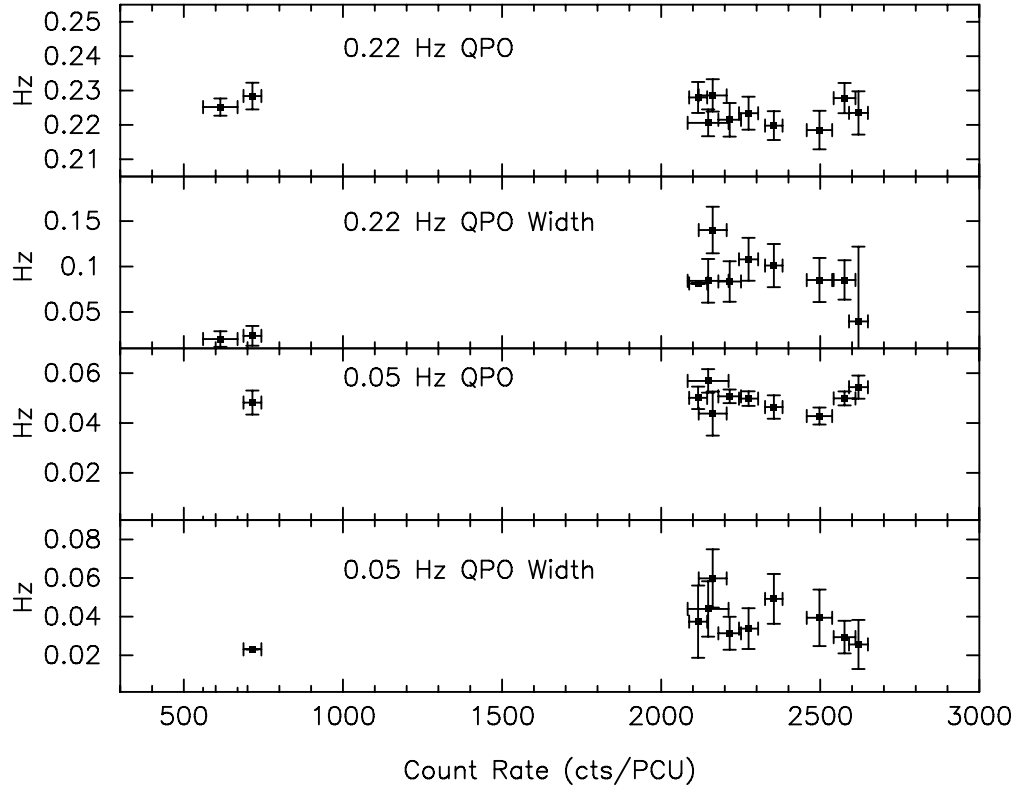 0.25
0.24
0.23
0.22
0.21
Hz
0.22 Hz QPO
0.15
0.1
0.05
Hz
0.22 Hz QPO Width
0.06
0.04
0.02
Hz
0.05 Hz QPO
0.08
0.06
0.04
0.02
Hz
0.05 Hz QPO Width
500 1000 1500 2000 2500 3000
Count Rate (cts/PCU)